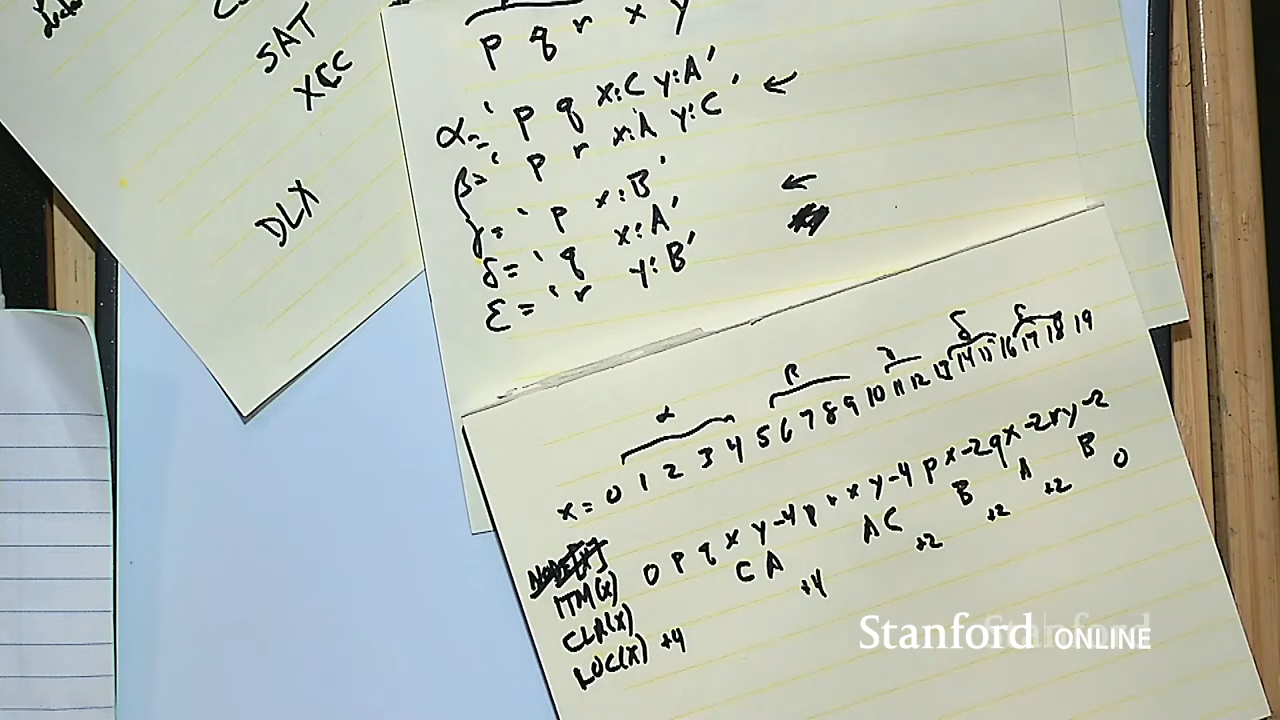 SAT
XCC
DLX
p q r x y
α = ' p q x:C y:A'
β = ' p r x:A y:C' ←
γ = ' p x:B' ←
δ = ' q x:A'
ε = ' r y:B'
α β γ δ ε
x = 0 1 2 3 4 5 6 7 8 9 10 11 12 13 14 15 16 17 18 19
ITM(x) 0 p q x y -4 p r x y -4 p x -2 q x -2 r y -2
CLR(x) C A A C B A B 0
LOC(x) +4 +4 +2 +2 +2
Stanford ONLINE